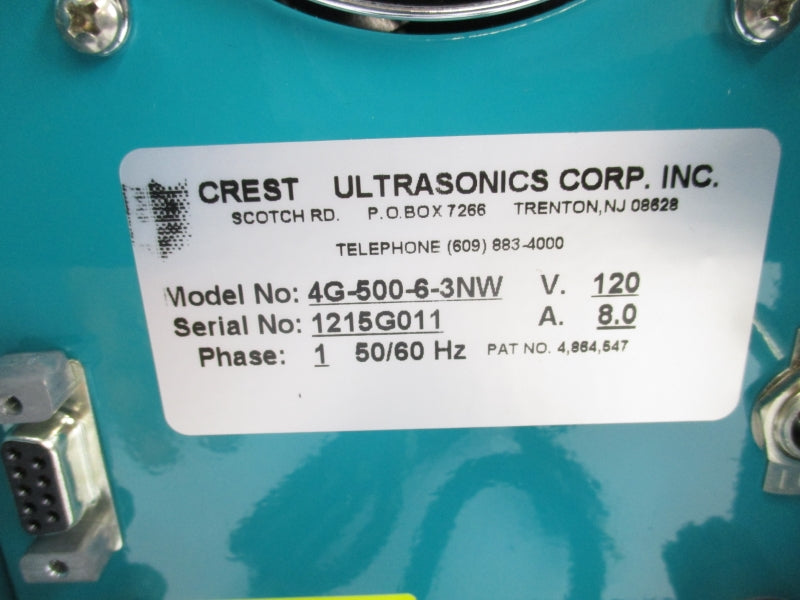 CREST ULTRASONICS CORP. INC.
SCOTCH RD. P.O.BOX 7266 TRENTON,NJ 08628
TELEPHONE (609) 883-4000
Model No: 4G-500-6-3NW V. 120
Serial No: 1215G011 A. 8.0
Phase: 1 50/60 Hz PAT NO. 4,864,547